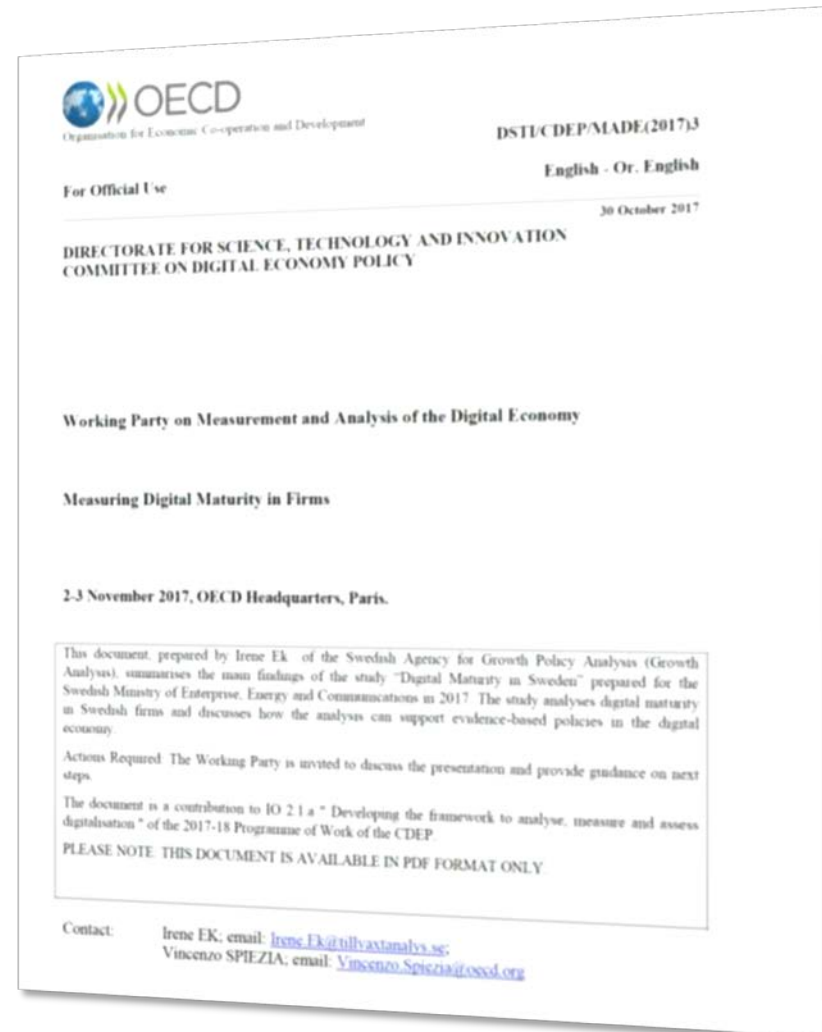 OECD
Organisation for Economic Co-operation and Development
DSTI/CDEP/MADE(2017)3
English - Or. English
For Official Use
30 October 2017
DIRECTORATE FOR SCIENCE, TECHNOLOGY AND INNOVATION
COMMITTEE ON DIGITAL ECONOMY POLICY
Working Party on Measurement and Analysis of the Digital Economy
Measuring Digital Maturity in Firms
2-3 November 2017, OECD Headquarters, Paris.
This document, prepared by Irene Ek of the Swedish Agency for Growth Policy Analysis (Growth
Analysis), summarises the main findings of the study "Digital Maturity in Sweden" prepared for the
Swedish Ministry of Enterprise, Energy and Communications in 2017. The study analyses digital maturity
in Swedish firms and discusses how the analysis can support evidence-based policies in the digital
economy.
Actions Required: The Working Party is invited to discuss the presentation and provide guidance on next
steps.
The document is a contribution to IO 2.1 a " Developing the framework to analyse, measure and assess
digitalisation " of the 2017-18 Programme of Work of the CDEP.
PLEASE NOTE: THIS DOCUMENT IS AVAILABLE IN PDF FORMAT ONLY.
Contact: Irene EK; email: Irene.Ek@tillvaxtanalys.se;
Vincenzo SPIEZIA; email: Vincenzo.Spiezia@oecd.org